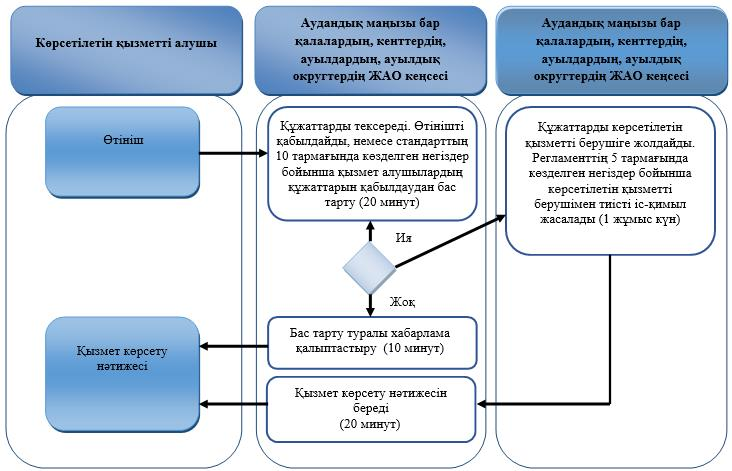 Көрсетілетін қызметті алушы
Аудандық маңызы бар
қалалардың, кенттердің,
ауылдардың, ауылдық
округтердің ЖАО кеңсесі
Аудандық маңызы бар
қалалардың, кенттердің,
ауылдардың, ауылдық
округтердің ЖАО кеңсесі
Өтініш
Құжаттарды тексереді. Өтінішті
қабылдайды, немесе стандарттың
10 тармағында көзделген негіздер
бойынша қызмет алушылардың
құжаттарын қабылдаудан бас
тарту (20 минут)
Құжаттарды көрсетілетін
қызметті берушіге жолдайды.
Регламенттің 5 тармағында
көзделген негіздер бойынша
көрсетілетін қызметті
берушімен тиісті іс-қимыл
жасалады (1 жұмыс күн)
Ия
Жоқ
Қызмет көрсету
нәтижесі
Бас тарту туралы хабарлама
қалыптастыру (10 минут)
Қызмет көрсету нәтижесін
береді
(20 минут)